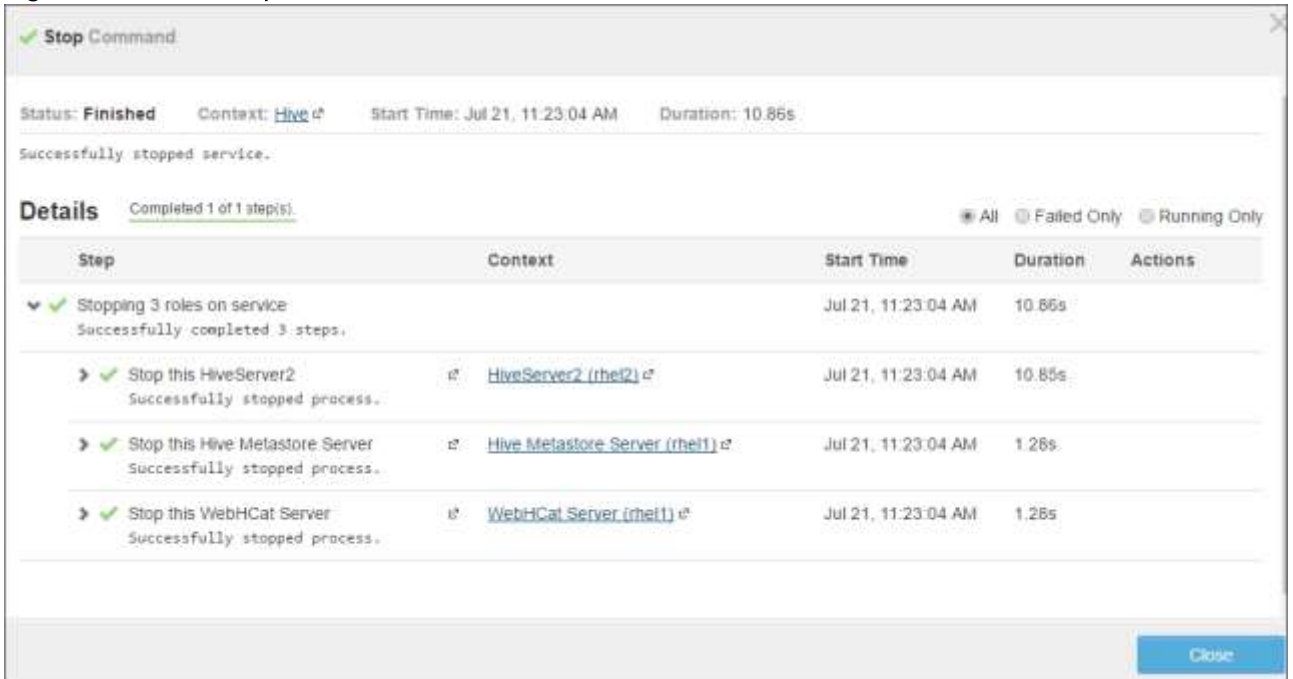 Stop Command
Status: Finished Context: Hive Start Time: Jul 21, 11:23:04 AM Duration: 10.86s
Successfully stopped service.
Details Completed 1 of 1 step(s).
All Failed Only Running Only
Step Context Start Time Duration Actions
Stopping 3 roles on service Jul 21, 11:23:04 AM 10.86s
Successfully completed 3 steps.
Stop this HiveServer2 HiveServer2 (rhel2) Jul 21, 11:23:04 AM 10.85s
Successfully stopped process.
Stop this Hive Metastore Server Hive Metastore Server (rhel1) Jul 21, 11:23:04 AM 1.28s
Successfully stopped process.
Stop this WebHCat Server WebHCat Server (rhel1) Jul 21, 11:23:04 AM 1.28s
Successfully stopped process.
Close